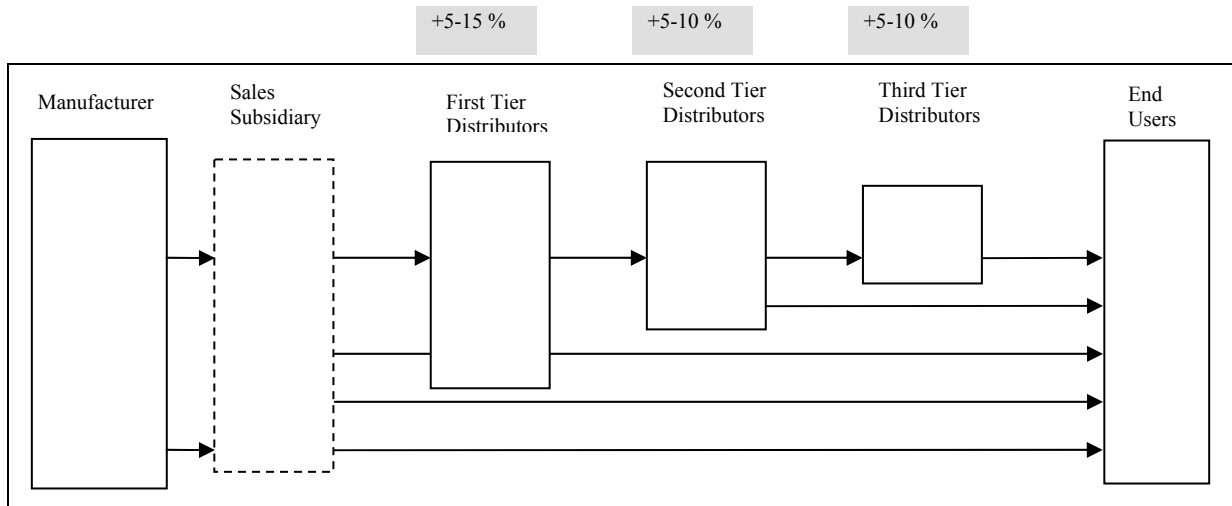 +5-15 %
+5-10 %
+5-10 %
Manufacturer
Sales
Subsidiary
First Tier
Distributors
Second Tier
Distributors
Third Tier
Distributors
End
Users